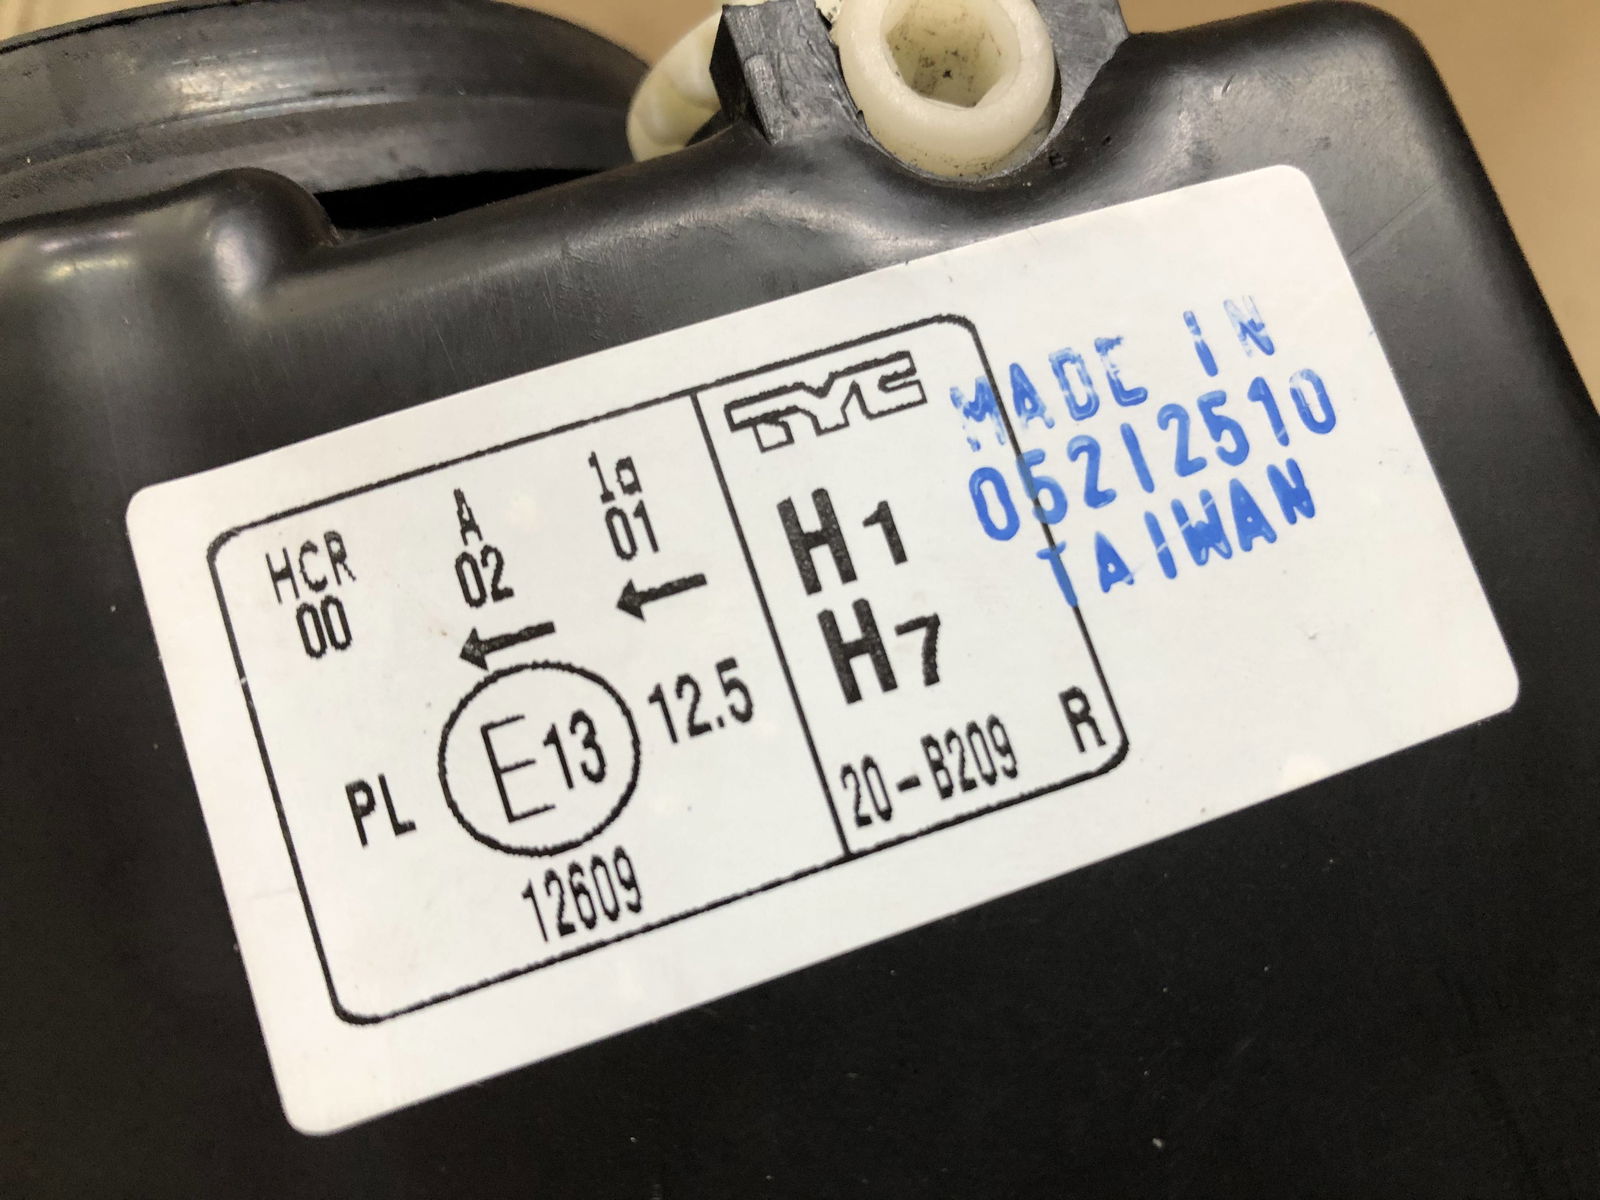 TYC
HCR A 1a
00 02 01
← ←
H1
H7
PL E13 12.5
12609
20-B209 R
MADE IN
05212510
TAIWAN